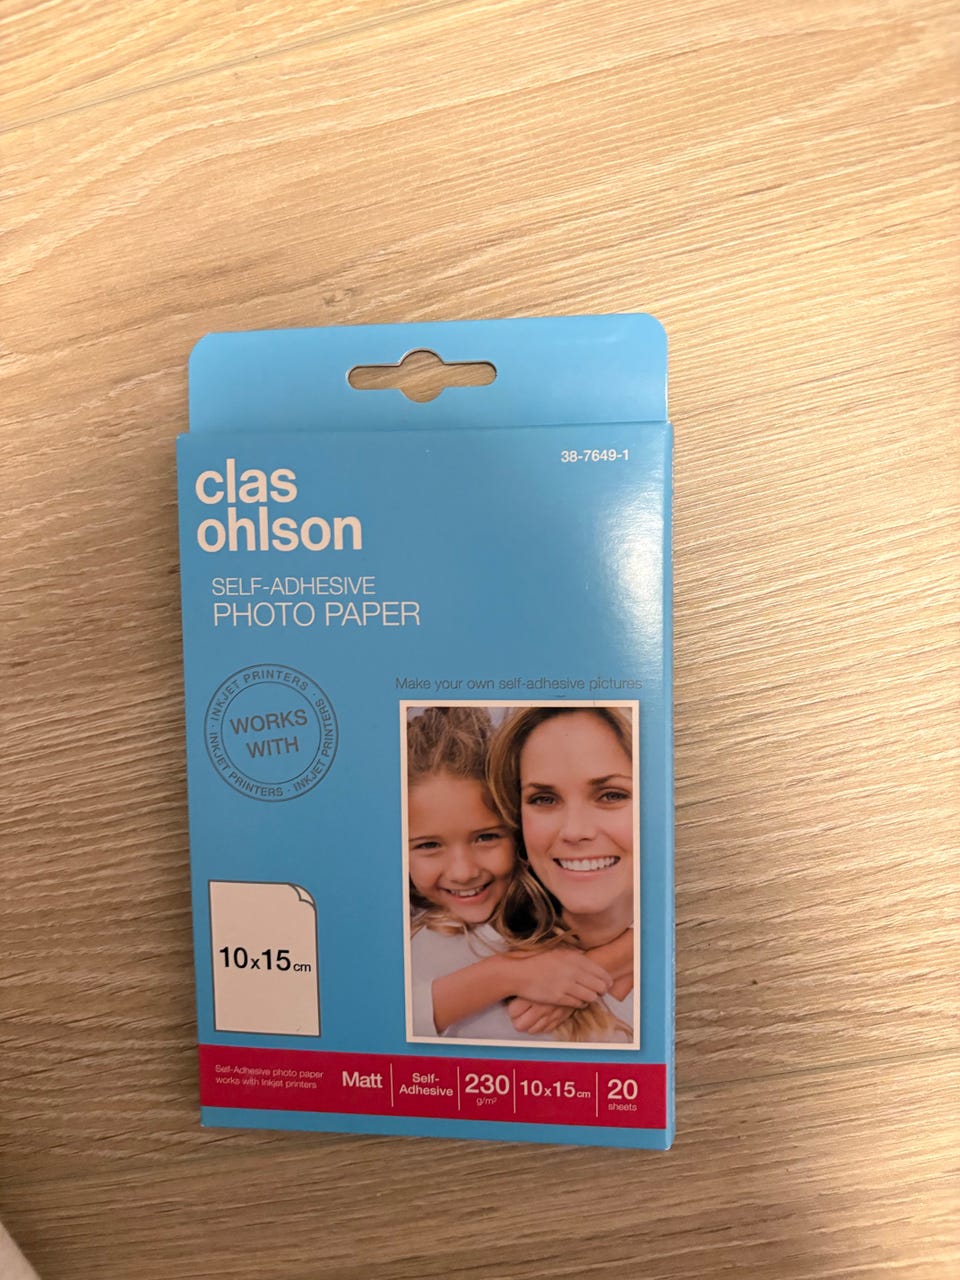 38-7649-1
clas
ohlson
SELF-ADHESIVE
PHOTO PAPER
INKJET PRINTERS · INKJET PRINTERS · INKJET PRINTERS ·
WORKS
WITH
Make your own self-adhesive pictures
10x15cm
Self-Adhesive photo paper
works with Inkjet printers
Matt
Self-
Adhesive
230
g/m²
10x15cm
20
sheets